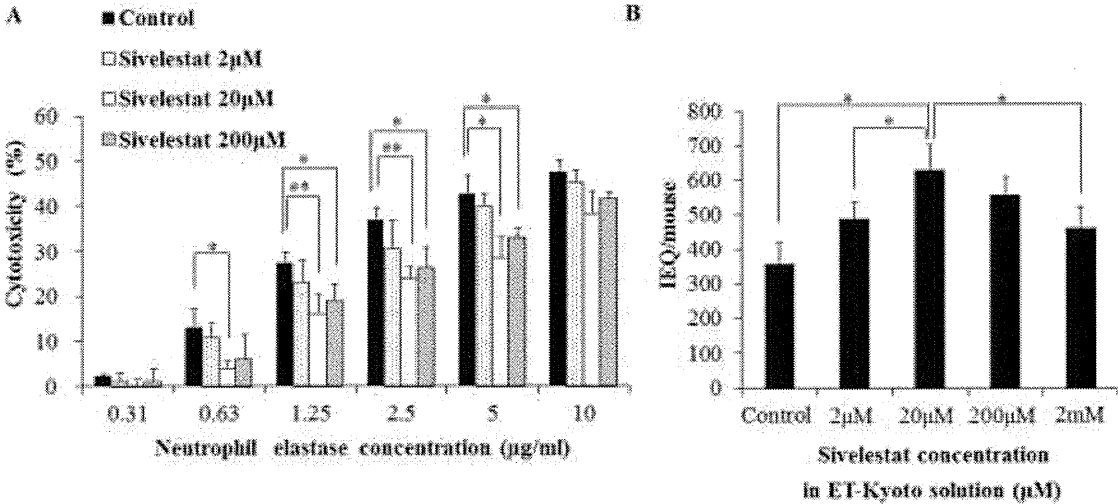 A
Control
Sivelestat 2μM
Sivelestat 20μM
Sivelestat 200μM
Cytotoxicity (%)
60
50
40
30
20
10
0
*
**
*
**
*
*
*
0.31
0.63
1.25
2.5
5
10
Neutrophil elastase concentration (μg/ml)
B
IEQ/mouse
800
700
600
500
400
300
200
100
0
*
*
*
Control
2μM
20μM
200μM
2mM
Sivelestat concentration
in ET-Kyoto solution (μM)